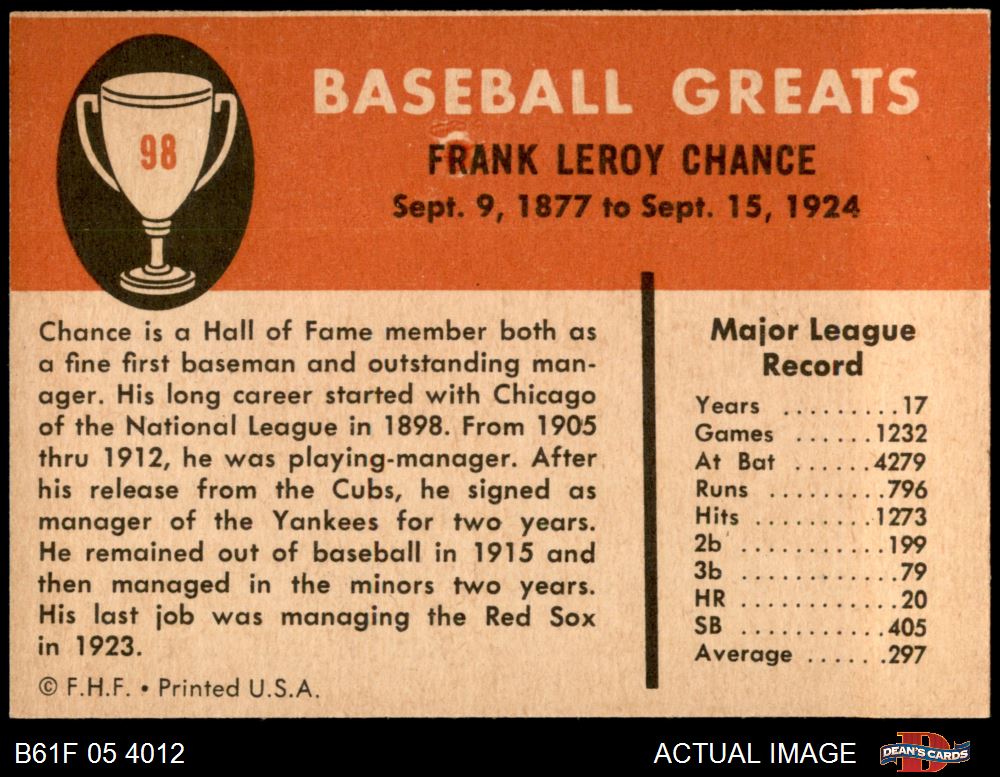 98
BASEBALL GREATS
FRANK LEROY CHANCE
Sept. 9, 1877 to Sept. 15, 1924
Chance is a Hall of Fame member both as
a fine first baseman and outstanding man-
ager. His long career started with Chicago
of the National League in 1898. From 1905
thru 1912, he was playing-manager. After
his release from the Cubs, he signed as
manager of the Yankees for two years.
He remained out of baseball in 1915 and
then managed in the minors two years.
His last job was managing the Red Sox
in 1923.
© F.H.F. • Printed U.S.A.
Major League
Record
Years .........17
Games ......1232
At Bat ......4279
Runs .........796
Hits .........1273
2b ...........199
3b ............79
HR ............20
SB ...........405
Average ......297
B61F 05 4012
ACTUAL IMAGE
D
DEAN'S CARDS